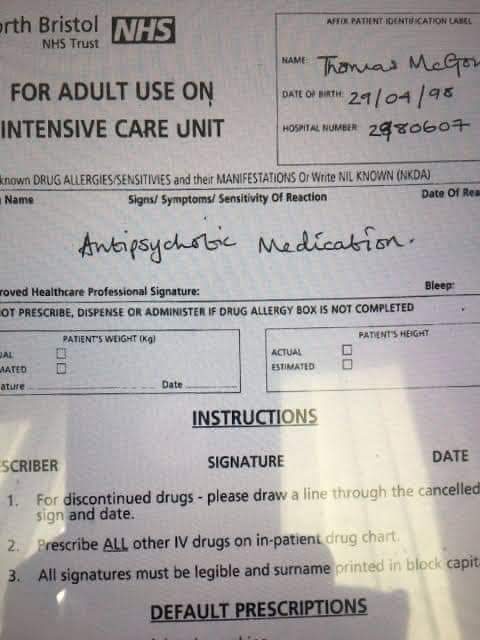 orth Bristol NHS
NHS Trust
FOR ADULT USE ON
INTENSIVE CARE UNIT
AFFIX PATIENT IDENTIFICATION LABEL
NAME: Thomas McGou
DATE OF BIRTH: 29/04/98
HOSPITAL NUMBER: 2980607
known DRUG ALLERGIES/SENSITIVIES and their MANIFESTATIONS Or Write NIL KNOWN (NKDA)
Name Signs/ Symptoms/ Sensitivity Of Reaction Date Of Rea
Antipsychotic Medication.
roved Healthcare Professional Signature: Bleep:
OT PRESCRIBE, DISPENSE OR ADMINISTER IF DRUG ALLERGY BOX IS NOT COMPLETED
PATIENT'S WEIGHT (Kg)
UAL
MATED
ature Date
PATIENT'S HEIGHT
ACTUAL
ESTIMATED
INSTRUCTIONS
ESCRIBER SIGNATURE DATE
1. For discontinued drugs - please draw a line through the cancelled
sign and date.
2. Prescribe ALL other IV drugs on in-patient drug chart.
3. All signatures must be legible and surname printed in block capit
DEFAULT PRESCRIPTIONS